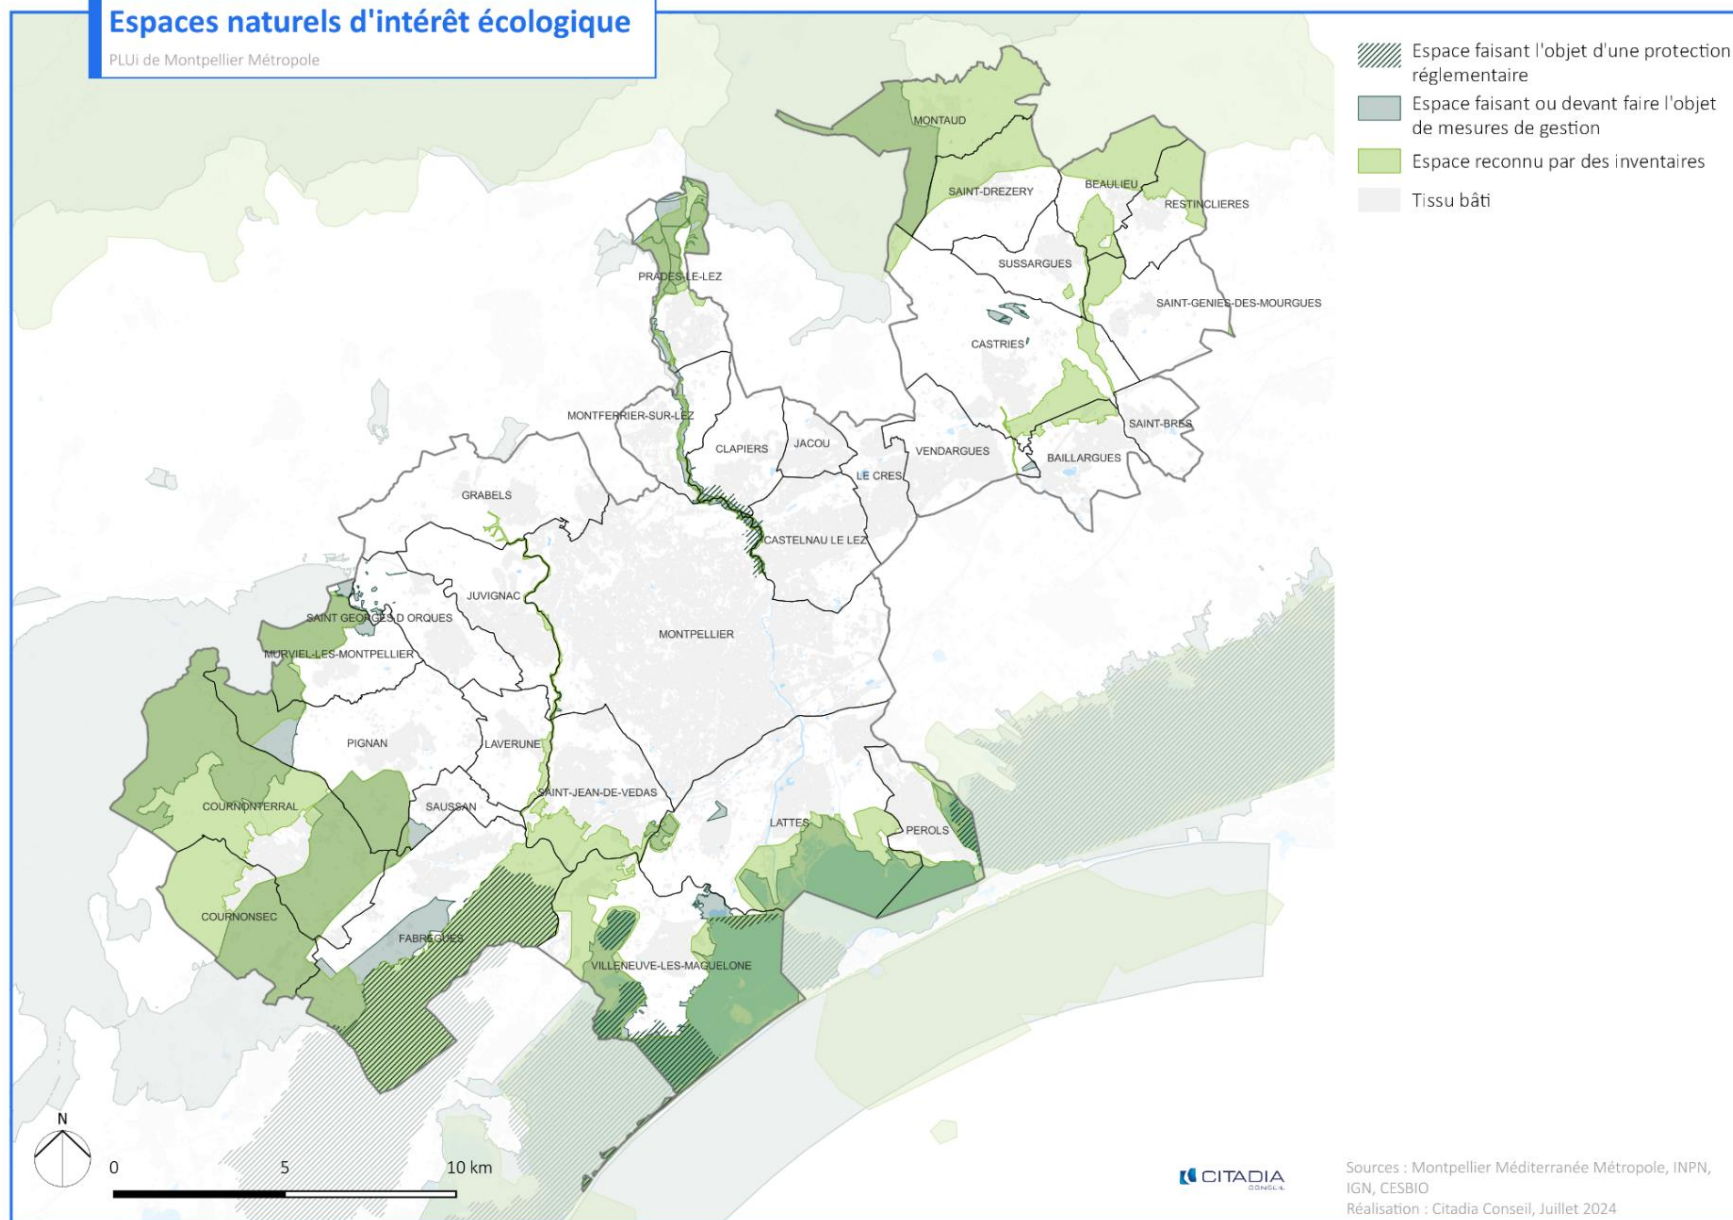 Espaces naturels d'intérêt écologique
PLUi de Montpellier Métropole
Espace faisant l'objet d'une protection
réglementaire
Espace faisant ou devant faire l'objet
de mesures de gestion
Espace reconnu par des inventaires
Tissu bâti
MONTAUD
SAINT-DREZERY
BEAULIEU
RESTINCLIERES
SUSSARGUES
PRADES-LE-LEZ
SAINT-GENIES-DES-MOURGUES
CASTRIES
MONTFERRIER-SUR-LEZ
SAINT-BRES
CLAPIERS
JACOU
VENDARGUES
BAILLARGUES
LE CRES
GRABELS
CASTELNAU LE LEZ
JUVIGNAC
SAINT GEORGES D ORQUES
MONTPELLIER
MURVIEL-LES-MONTPELLIER
PIGNAN
LAVERUNE
SAINT-JEAN-DE-VEDAS
COURNONTERRAL
SAUSSAN
LATTES
PEROLS
COURNONSEC
FABREGUES
VILLENEUVE-LES-MAGUELONE
N
0 5 10 km
CITADIA
CONSEIL
Sources : Montpellier Méditerranée Métropole, INPN,
IGN, CESBIO
Réalisation : Citadia Conseil, Juillet 2024